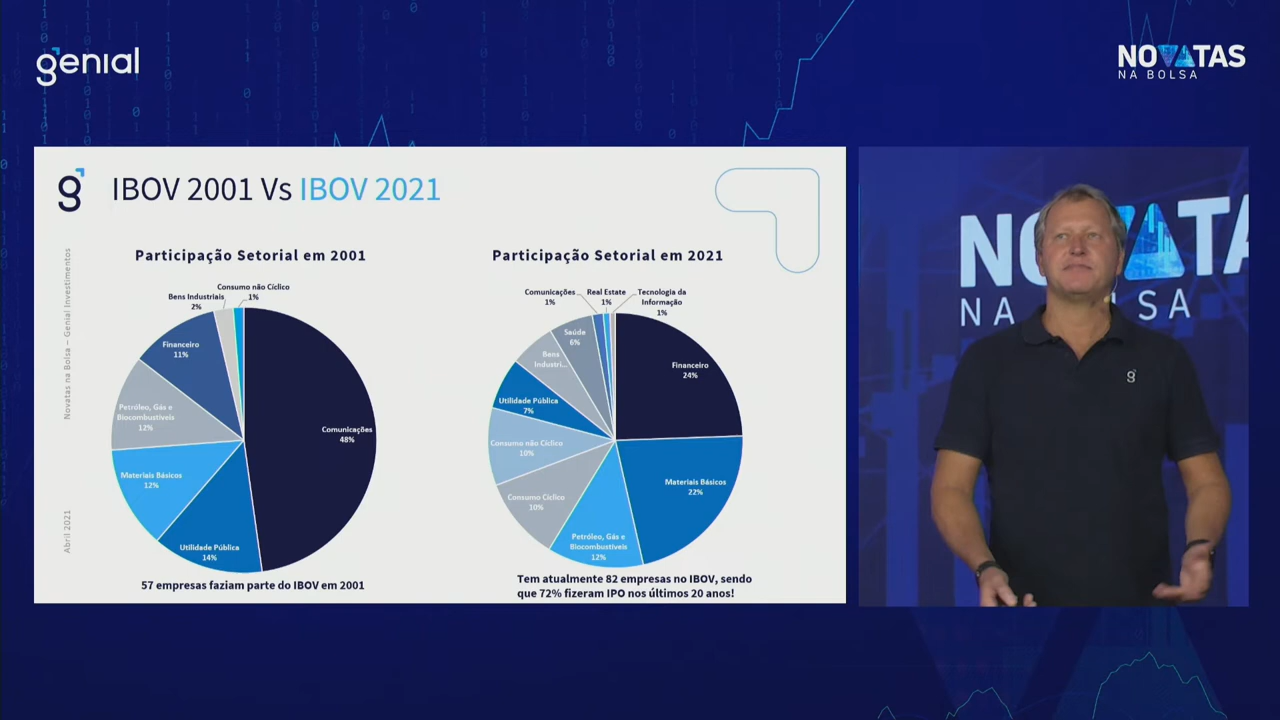 genial
NOVATAS
NA BOLSA
g
IBOV 2001 Vs IBOV 2021
Novatas na Bolsa – Genial Investimentos
Abril 2021
Participação Setorial em 2001
Consumo não Cíclico
1%
Bens Industriais
2%
Financeiro
11%
Petróleo, Gás e
Biocombustíveis
12%
Comunicações
48%
Materiais Básicos
12%
Utilidade Pública
14%
57 empresas faziam parte do IBOV em 2001
Participação Setorial em 2021
Comunicações
1%
Real Estate
1%
Tecnologia da
Informação
1%
Saúde
6%
Bens
Industri...
Financeiro
24%
Utilidade Pública
7%
Consumo não Cíclico
10%
Materiais Básicos
22%
Consumo Cíclico
10%
Petróleo, Gás e
Biocombustíveis
12%
Tem atualmente 82 empresas no IBOV, sendo
que 72% fizeram IPO nos últimos 20 anos!
NA BOLSA
g